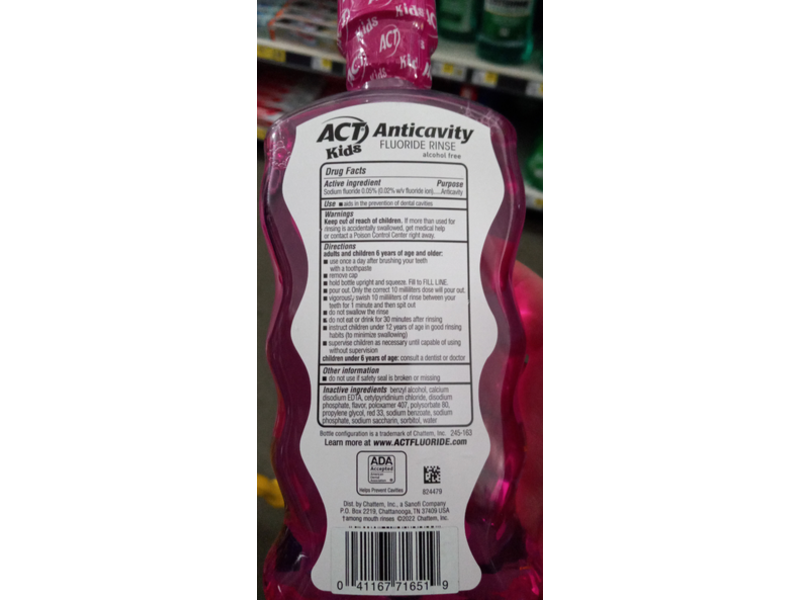 Kids
ACT
Kids
ACT Anticavity
Kids FLUORIDE RINSE
alcohol free
Drug Facts
Active ingredient Purpose
Sodium fluoride 0.05% (0.02% w/v fluoride ion)....Anticavity
Use ■ aids in the prevention of dental cavities
Warnings
Keep out of reach of children. If more than used for
rinsing is accidentally swallowed, get medical help
or contact a Poison Control Center right away.
Directions
adults and children 6 years of age and older:
■ use once a day after brushing your teeth
with a toothpaste
■ remove cap
■ hold bottle upright and squeeze. Fill to FILL LINE.
■ pour out. Only the correct 10 milliliters dose will pour out.
■ vigorously swish 10 milliliters of rinse between your
teeth for 1 minute and then spit out
■ do not swallow the rinse
■ do not eat or drink for 30 minutes after rinsing
■ instruct children under 12 years of age in good rinsing
habits (to minimize swallowing)
■ supervise children as necessary until capable of using
without supervision
children under 6 years of age: consult a dentist or doctor
Other information
■ do not use if safety seal is broken or missing
Inactive ingredients benzyl alcohol, calcium
disodium EDTA, cetylpyridinium chloride, disodium
phosphate, flavor, poloxamer 407, polysorbate 80,
propylene glycol, red 33, sodium benzoate, sodium
phosphate, sodium saccharin, sorbitol, water
Bottle configuration is a trademark of Chattem, Inc. 245-163
Learn more at www.ACTFLUORIDE.com
ADA
Accepted
American
Dental
Association
Helps Prevent Cavities
824479
Dist. by Chattem, Inc., a Sanofi Company
P.O. Box 2219, Chattanooga, TN 37409 USA
†among mouth rinses ©2022 Chattem, Inc.
0 41167 71651 9